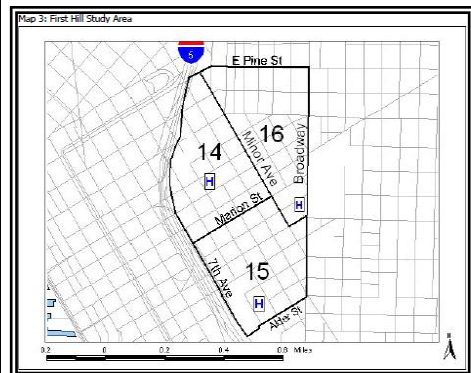 Map 3: First Hill Study Area
5
E Pine St
16
14
Minor Ave
Broadway
H
H
Marion St
15
7th Ave
H
Alder St
0.2 0 0.2 0.4 0.8 Miles
N